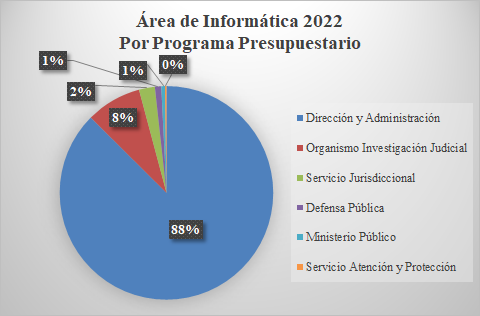 Área de Informática 2022
Por Programa Presupuestario
1%
1%
0%
2%
8%
88%
Dirección y Administración
Organismo Investigación Judicial
Servicio Jurisdiccional
Defensa Pública
Ministerio Público
Servicio Atención y Protección